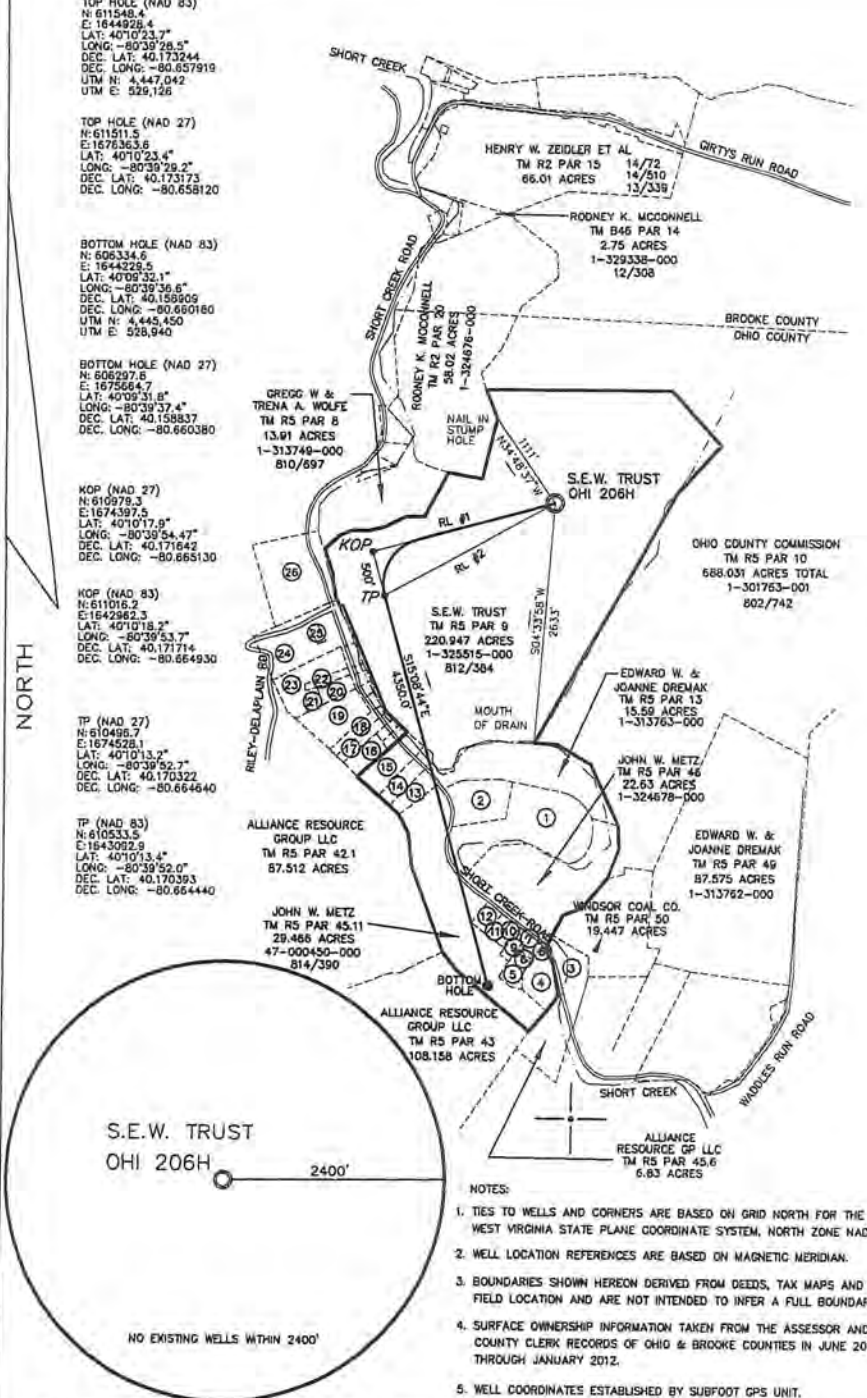 TOP HOLE (NAD 83)
N: 611548.4
E: 1644928.4
LAT: 40°10'23.7"
LONG: -80°39'28.5"
DEC. LAT: 40.173244
DEC. LONG: -80.657919
UTM N: 4,447,042
UTM E: 529,126
TOP HOLE (NAD 27)
N:611511.5
E:1676363.6
LAT: 40°10'23.4"
LONG: -80°39'29.2"
DEC. LAT: 40.173173
DEC. LONG: -80.658120
BOTTOM HOLE (NAD 83)
N: 606334.6
E: 1644229.5
LAT: 40°09'32.1"
LONG: -80°39'36.6"
DEC. LAT: 40.158909
DEC. LONG: -80.660180
UTM N: 4,445,450
UTM E: 528,940
BOTTOM HOLE (NAD 27)
N: 606297.8
E: 1675664.7
LAT: 40°09'31.8"
LONG: -80°39'37.4"
DEC. LAT: 40.158837
DEC. LONG: -80.660380
KOP (NAD 27)
N:610979.3
E:1674397.5
LAT: 40°10'17.9"
LONG: -80°39'54.47"
DEC. LAT: 40.171642
DEC. LONG: -80.665130
KOP (NAD 83)
N:611016.2
E:1642962.3
LAT: 40°10'18.2"
LONG: -80°39'53.7"
DEC. LAT: 40.171714
DEC. LONG: -80.664930
TP (NAD 27)
N:610496.7
E:1674528.1
LAT: 40°10'13.2"
LONG: -80°39'52.7"
DEC. LAT: 40.170322
DEC. LONG: -80.664640
TP (NAD 83)
N:610533.5
E:1643092.9
LAT: 40°10'13.4"
LONG: -80°39'52.0"
DEC. LAT: 40.170393
DEC. LONG: -80.664440
NORTH
SHORT CREEK
HENRY W. ZEIDLER ET AL
TM R2 PAR 15 14/72
66.01 ACRES 14/510
13/339
GIRTYS RUN ROAD
RODNEY K. MCCONNELL
TM B46 PAR 14
2.75 ACRES
1-329338-000
12/308
SHORT CREEK ROAD
RODNEY K. MCCONNELL
TM R2 PAR 20
58.02 ACRES
1-324676-000
BROOKE COUNTY
OHIO COUNTY
GREGG W &
TRENA A. WOLFE
TM R5 PAR 8
13.91 ACRES
1-313749-000
810/697
NAIL IN
STUMP
HOLE
1111'
N34°48'37"W
S.E.W. TRUST
OHI 206H
KOP
RL #1
RL #2
500'
TP
S.E.W. TRUST
TM R5 PAR 9
220.947 ACRES
1-325515-000
812/384
S04°33'58"W
2633'
OHIO COUNTY COMMISSION
TM R5 PAR 10
688.031 ACRES TOTAL
1-301763-001
802/742
S15°08'44"E
4350.0'
MOUTH
OF DRAIN
EDWARD W. &
JOANNE DREMAK
TM R5 PAR 13
15.59 ACRES
1-313763-000
JOHN W. METZ
TM R5 PAR 46
22.63 ACRES
1-324678-000
EDWARD W. &
JOANNE DREMAK
TM R5 PAR 49
87.575 ACRES
1-313762-000
26
25
24
23
22
21
20
19
18
17
16
15
14
13
RILEY-DELAPLAIN RD
2
1
ALLIANCE RESOURCE
GROUP LLC
TM R5 PAR 42.1
87.512 ACRES
SHORT CREEK ROAD
WINDSOR COAL CO.
TM R5 PAR 50
19.447 ACRES
JOHN W. METZ
TM R5 PAR 45.11
29.466 ACRES
47-000450-000
814/390
12
11
10
9
6
5
4
3
BOTTOM
HOLE
ALLIANCE RESOURCE
GROUP LLC
TM R5 PAR 43
108.158 ACRES
SHORT CREEK
WADDLES RUN ROAD
ALLIANCE
RESOURCE GP LLC
TM R5 PAR 45.6
6.83 ACRES
S.E.W. TRUST
OHI 206H
2400'
NO EXISTING WELLS WITHIN 2400'
NOTES:
1. TIES TO WELLS AND CORNERS ARE BASED ON GRID NORTH FOR THE
WEST VIRGINIA STATE PLANE COORDINATE SYSTEM, NORTH ZONE NAD
2. WELL LOCATION REFERENCES ARE BASED ON MAGNETIC MERIDIAN.
3. BOUNDARIES SHOWN HEREON DERIVED FROM DEEDS, TAX MAPS AND
FIELD LOCATION AND ARE NOT INTENDED TO INFER A FULL BOUNDAR
4. SURFACE OWNERSHIP INFORMATION TAKEN FROM THE ASSESSOR AND
COUNTY CLERK RECORDS OF OHIO & BROOKE COUNTIES IN JUNE 20
THROUGH JANUARY 2012.
5. WELL COORDINATES ESTABLISHED BY SUBFOOT GPS UNIT.